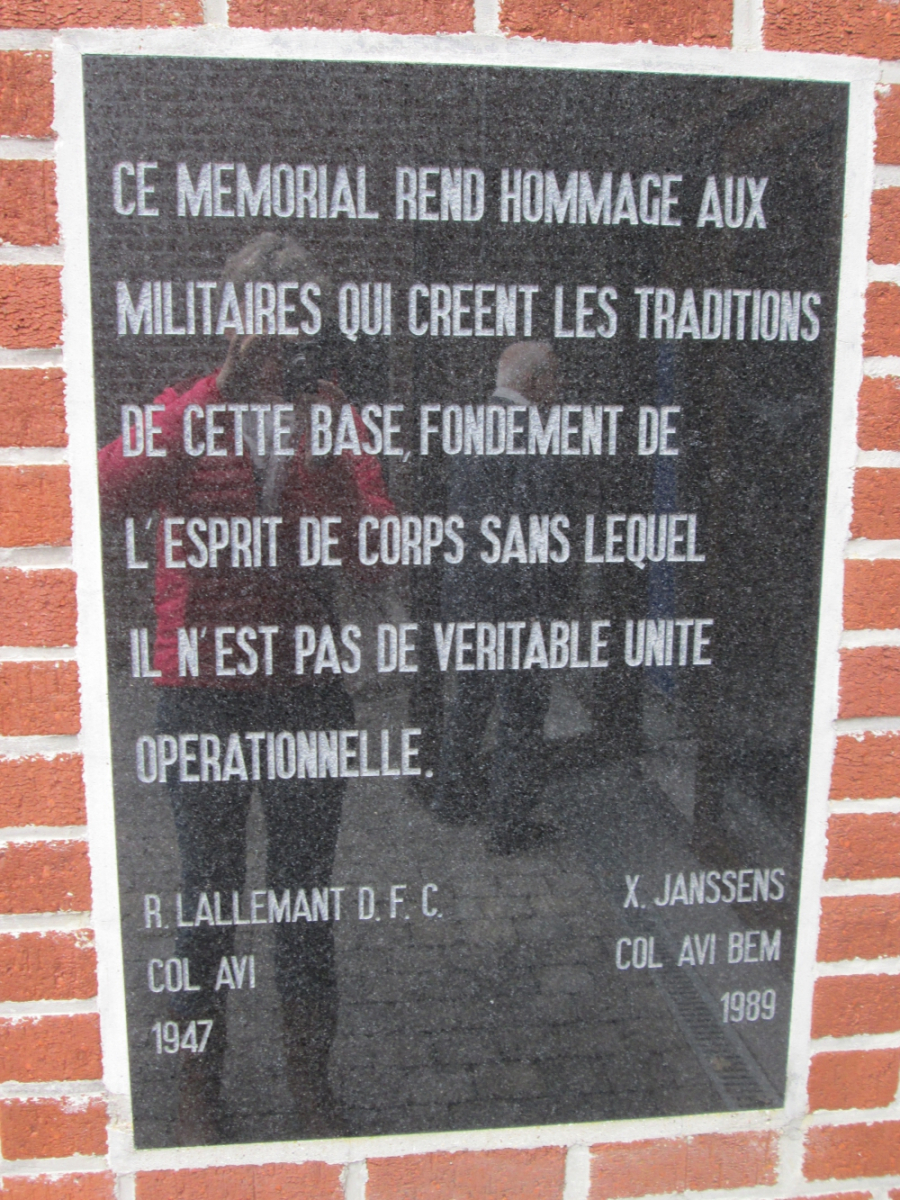 CE MEMORIAL REND HOMMAGE AUX
MILITAIRES QUI CREENT LES TRADITIONS
DE CETTE BASE, FONDEMENT DE
L'ESPRIT DE CORPS SANS LEQUEL
IL N'EST PAS DE VERITABLE UNITE
OPERATIONNELLE.
R. LALLEMANT D. F. C.
COL AVI
1947
X. JANSSENS
COL AVI BEM
1989